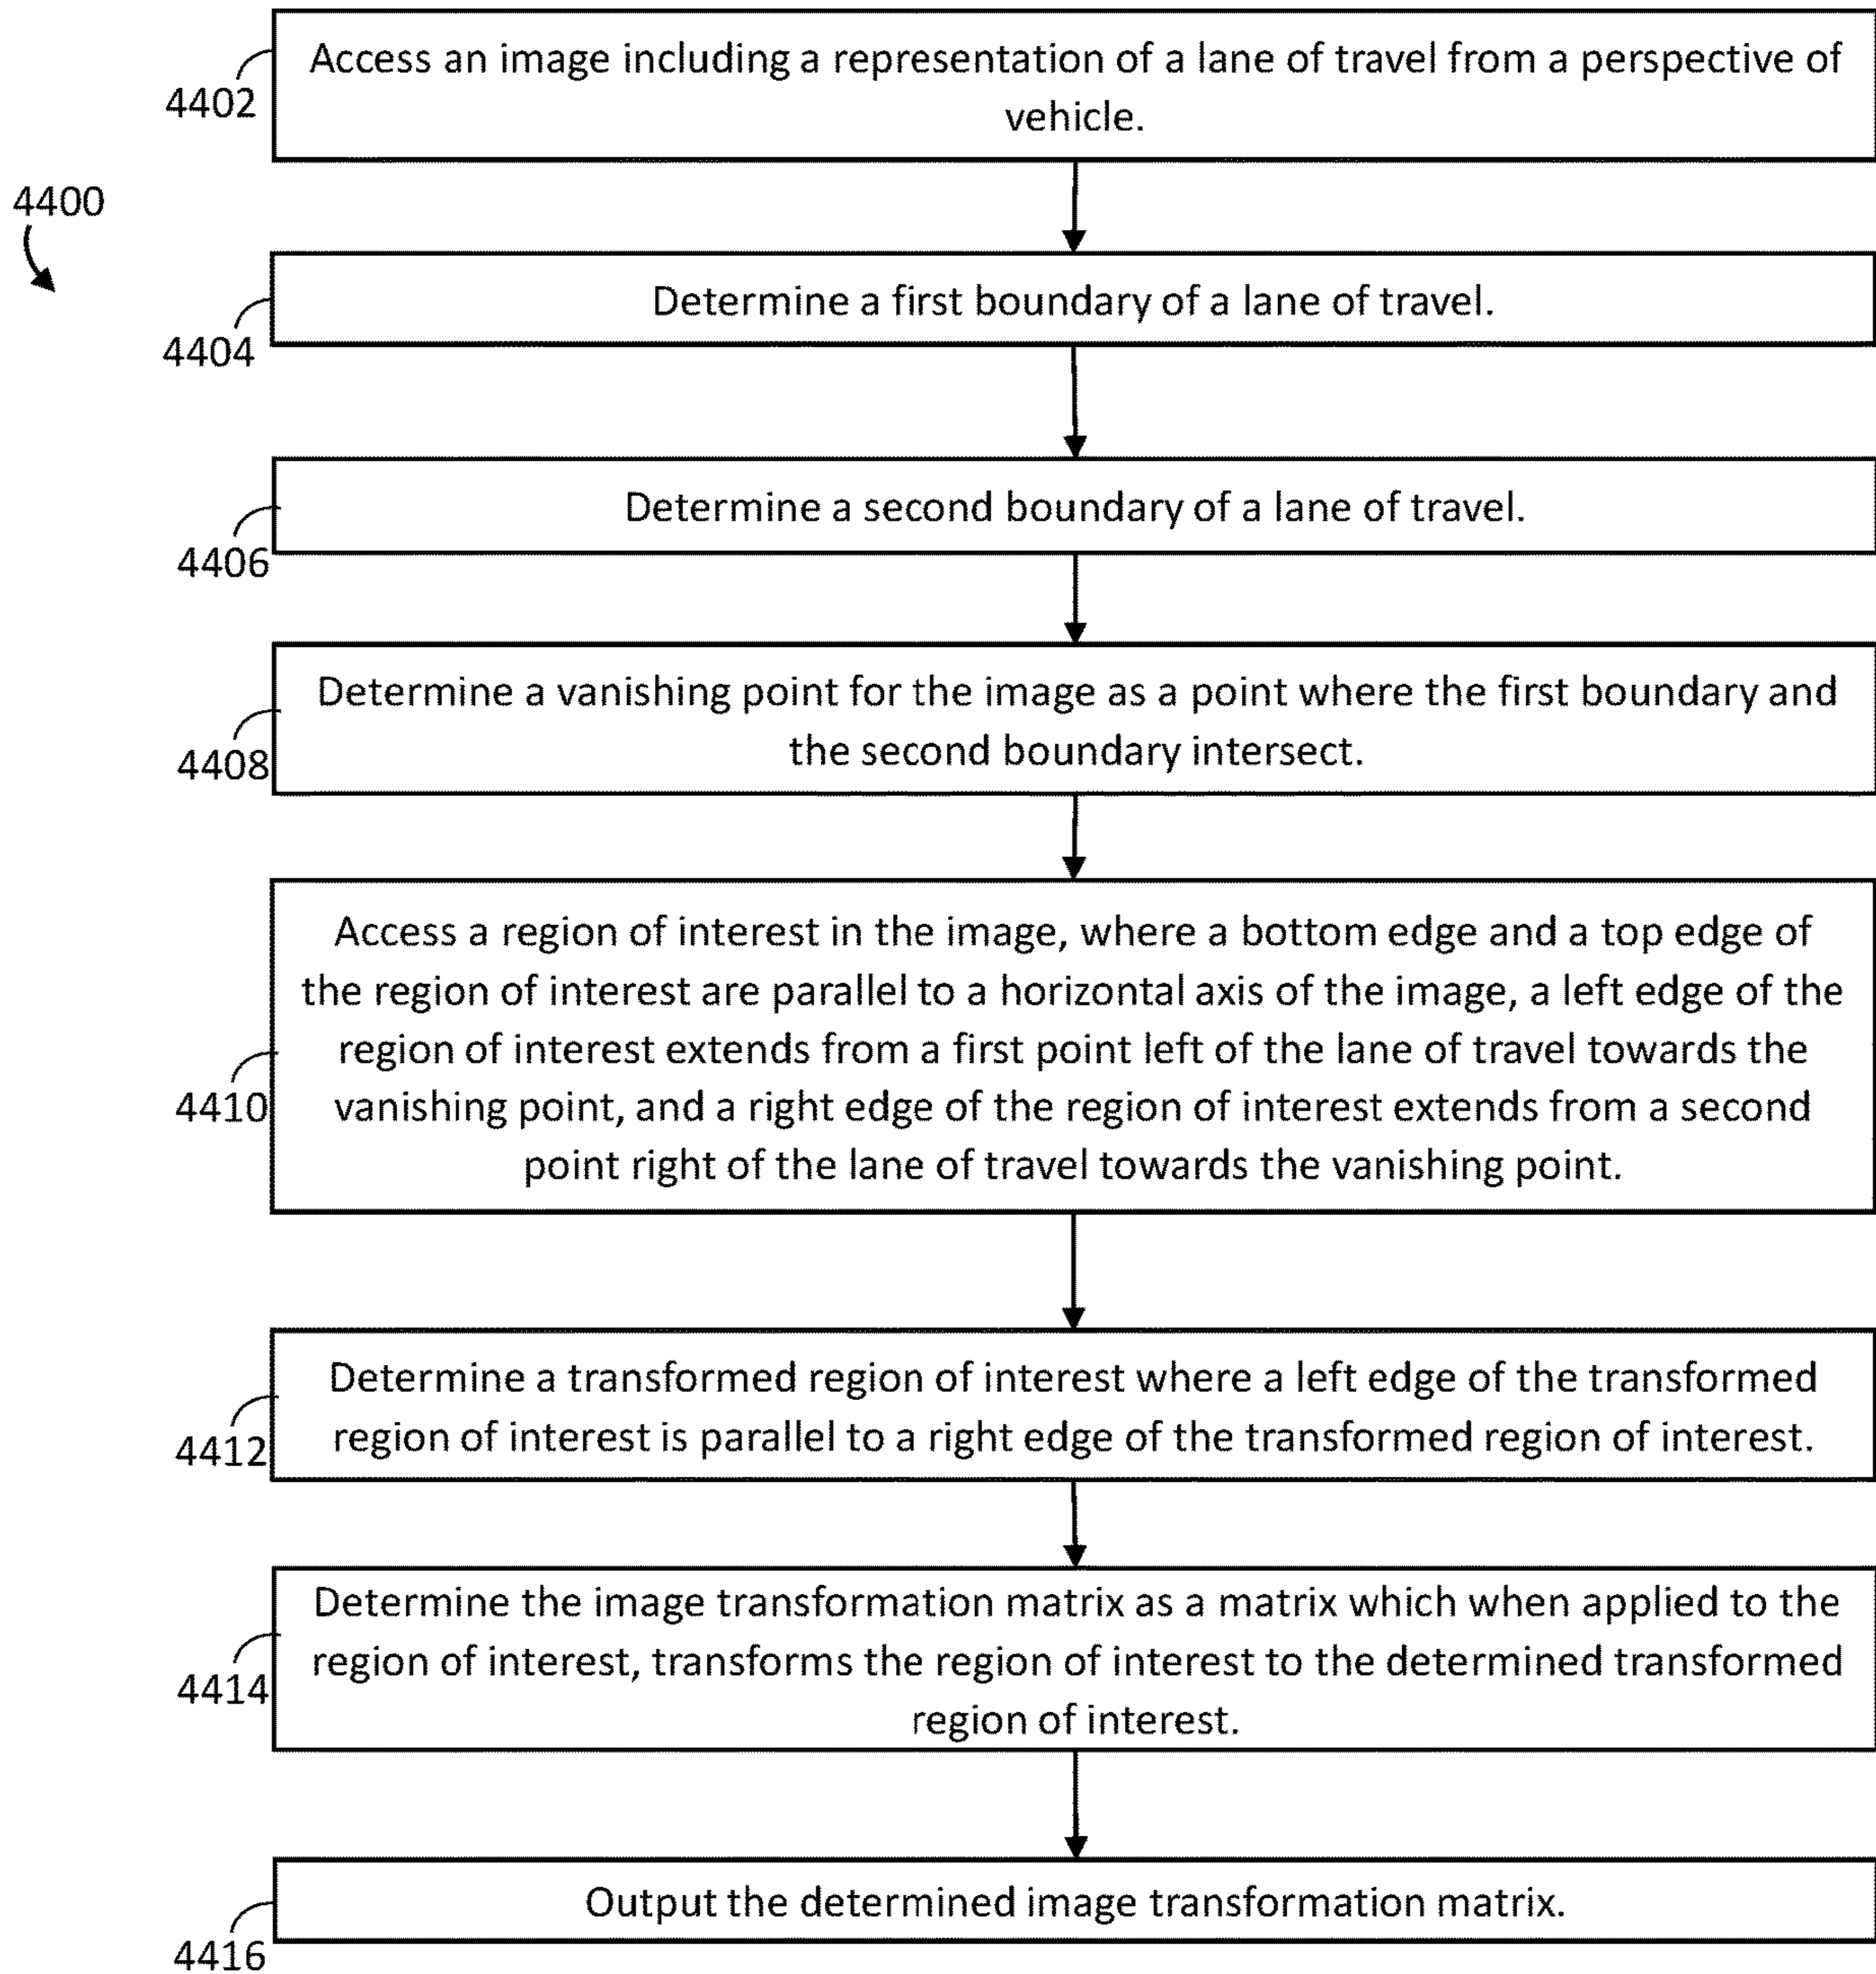 Access an image including a representation of a lane of travel from a perspective of
vehicle.
4402
4400
Determine a first boundary of a lane of travel.
4404
Determine a second boundary of a lane of travel.
4406
Determine a vanishing point for the image as a point where the first boundary and
the second boundary intersect.
4408
Access a region of interest in the image, where a bottom edge and a top edge of
the region of interest are parallel to a horizontal axis of the image, a left edge of the
region of interest extends from a first point left of the lane of travel towards the
vanishing point, and a right edge of the region of interest extends from a second
point right of the lane of travel towards the vanishing point.
4410
Determine a transformed region of interest where a left edge of the transformed
region of interest is parallel to a right edge of the transformed region of interest.
4412
Determine the image transformation matrix as a matrix which when applied to the
region of interest, transforms the region of interest to the determined transformed
region of interest.
4414
Output the determined image transformation matrix.
4416